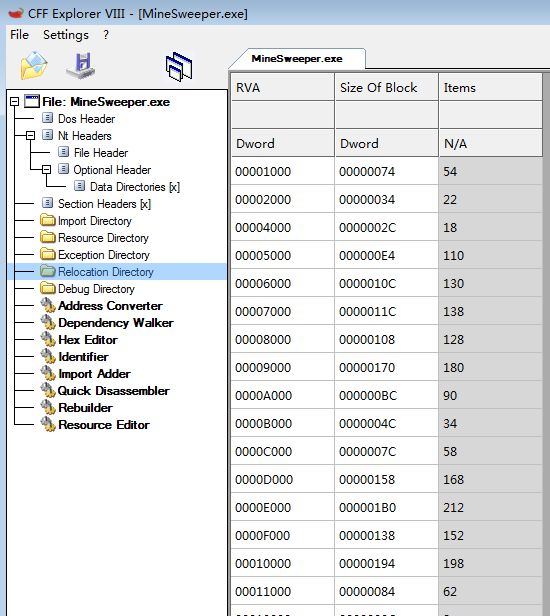 CFF Explorer VIII - [MineSweeper.exe]
File Settings ?
MineSweeper.exe
File: MineSweeper.exe
Dos Header
Nt Headers
File Header
Optional Header
Data Directories [x]
Section Headers [x]
Import Directory
Resource Directory
Exception Directory
Relocation Directory
Debug Directory
Address Converter
Dependency Walker
Hex Editor
Identifier
Import Adder
Quick Disassembler
Rebuilder
Resource Editor
RVA Size Of Block Items
Dword Dword N/A
00001000 00000074 54
00002000 00000034 22
00004000 0000002C 18
00005000 000000E4 110
00006000 0000010C 130
00007000 0000011C 138
00008000 00000108 128
00009000 00000170 180
0000A000 000000BC 90
0000B000 0000004C 34
0000C000 0000007C 58
0000D000 00000158 168
0000E000 000001B0 212
0000F000 00000138 152
00010000 00000194 198
00011000 00000084 62